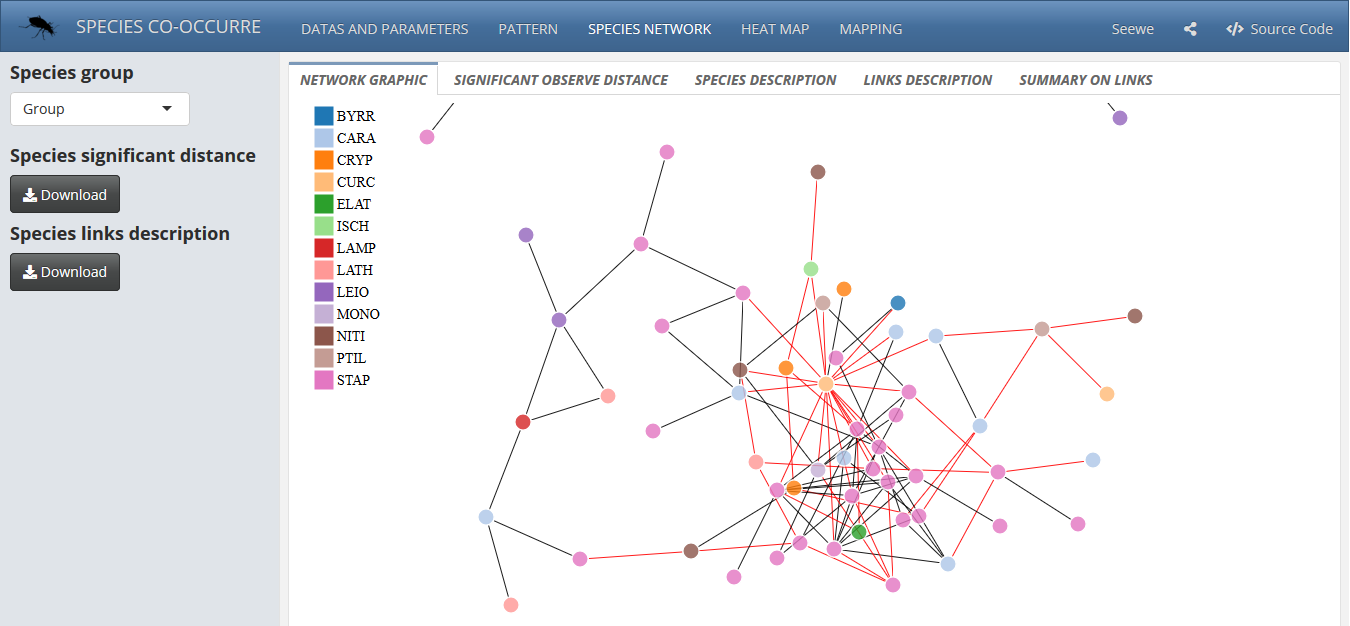 SPECIES CO-OCCURRE DATAS AND PARAMETERS PATTERN SPECIES NETWORK HEAT MAP MAPPING Seewe Source Code
Species group
Group
Species significant distance
Download
Species links description
Download
NETWORK GRAPHIC SIGNIFICANT OBSERVE DISTANCE SPECIES DESCRIPTION LINKS DESCRIPTION SUMMARY ON LINKS
BYRR
CARA
CRYP
CURC
ELAT
ISCH
LAMP
LATH
LEIO
MONO
NITI
PTIL
STAP